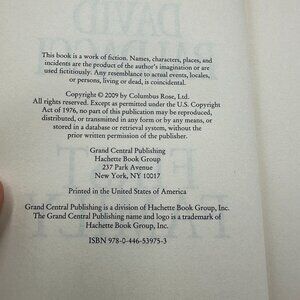 This book is a work of fiction. Names, characters, places, and
incidents are the product of the author's imagination or are
used fictitiously. Any resemblance to actual events, locales,
or persons, living or dead, is coincidental.
Copyright © 2009 by Columbus Rose, Ltd.
All rights reserved. Except as permitted under the U.S. Copyright
Act of 1976, no part of this publication may be reproduced,
distributed, or transmitted in any form or by any means, or
stored in a database or retrieval system, without the prior
written permission of the publisher.
Grand Central Publishing
Hachette Book Group
237 Park Avenue
New York, NY 10017
Printed in the United States of America
Grand Central Publishing is a division of Hachette Book Group, Inc.
The Grand Central Publishing name and logo is a trademark of
Hachette Book Group, Inc.
ISBN 978-0-446-53975-3